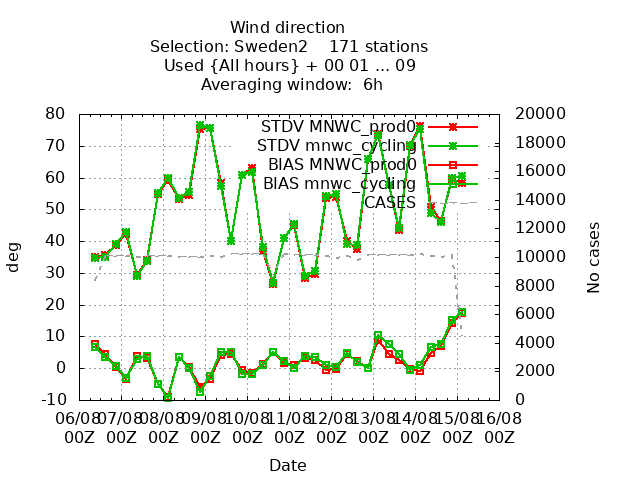 Wind direction
Selection: Sweden2    171 stations
Used {All hours} + 00 01 ... 09
Averaging window:  6h
80 20000
70 18000
60 16000
50 14000
40 12000
30 10000
20 8000
10 6000
0 4000
-10 2000
0
STDV MNWC_prod0
STDV mnwc_cycling
BIAS MNWC_prod0
BIAS mnwc_cycling
CASES
deg
No cases
06/08 07/08 08/08 09/08 10/08 11/08 12/08 13/08 14/08 15/08 16/08
00Z 00Z 00Z 00Z 00Z 00Z 00Z 00Z 00Z 00Z 00Z
Date